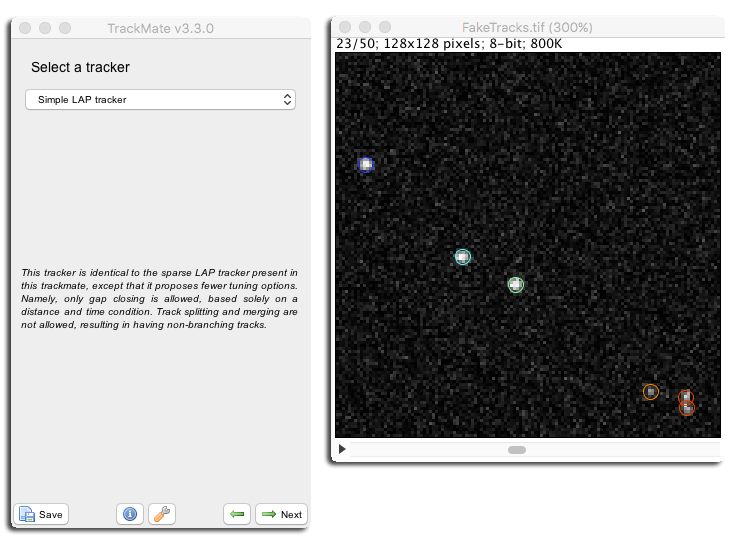 TrackMate v3.3.0
Select a tracker
Simple LAP tracker
This tracker is identical to the sparse LAP tracker present in
this trackmate, except that it proposes fewer tuning options.
Namely, only gap closing is allowed, based solely on a
distance and time condition. Track splitting and merging are
not allowed, resulting in having non-branching tracks.
Save
Next
FakeTracks.tif (300%)
23/50; 128x128 pixels; 8-bit; 800K